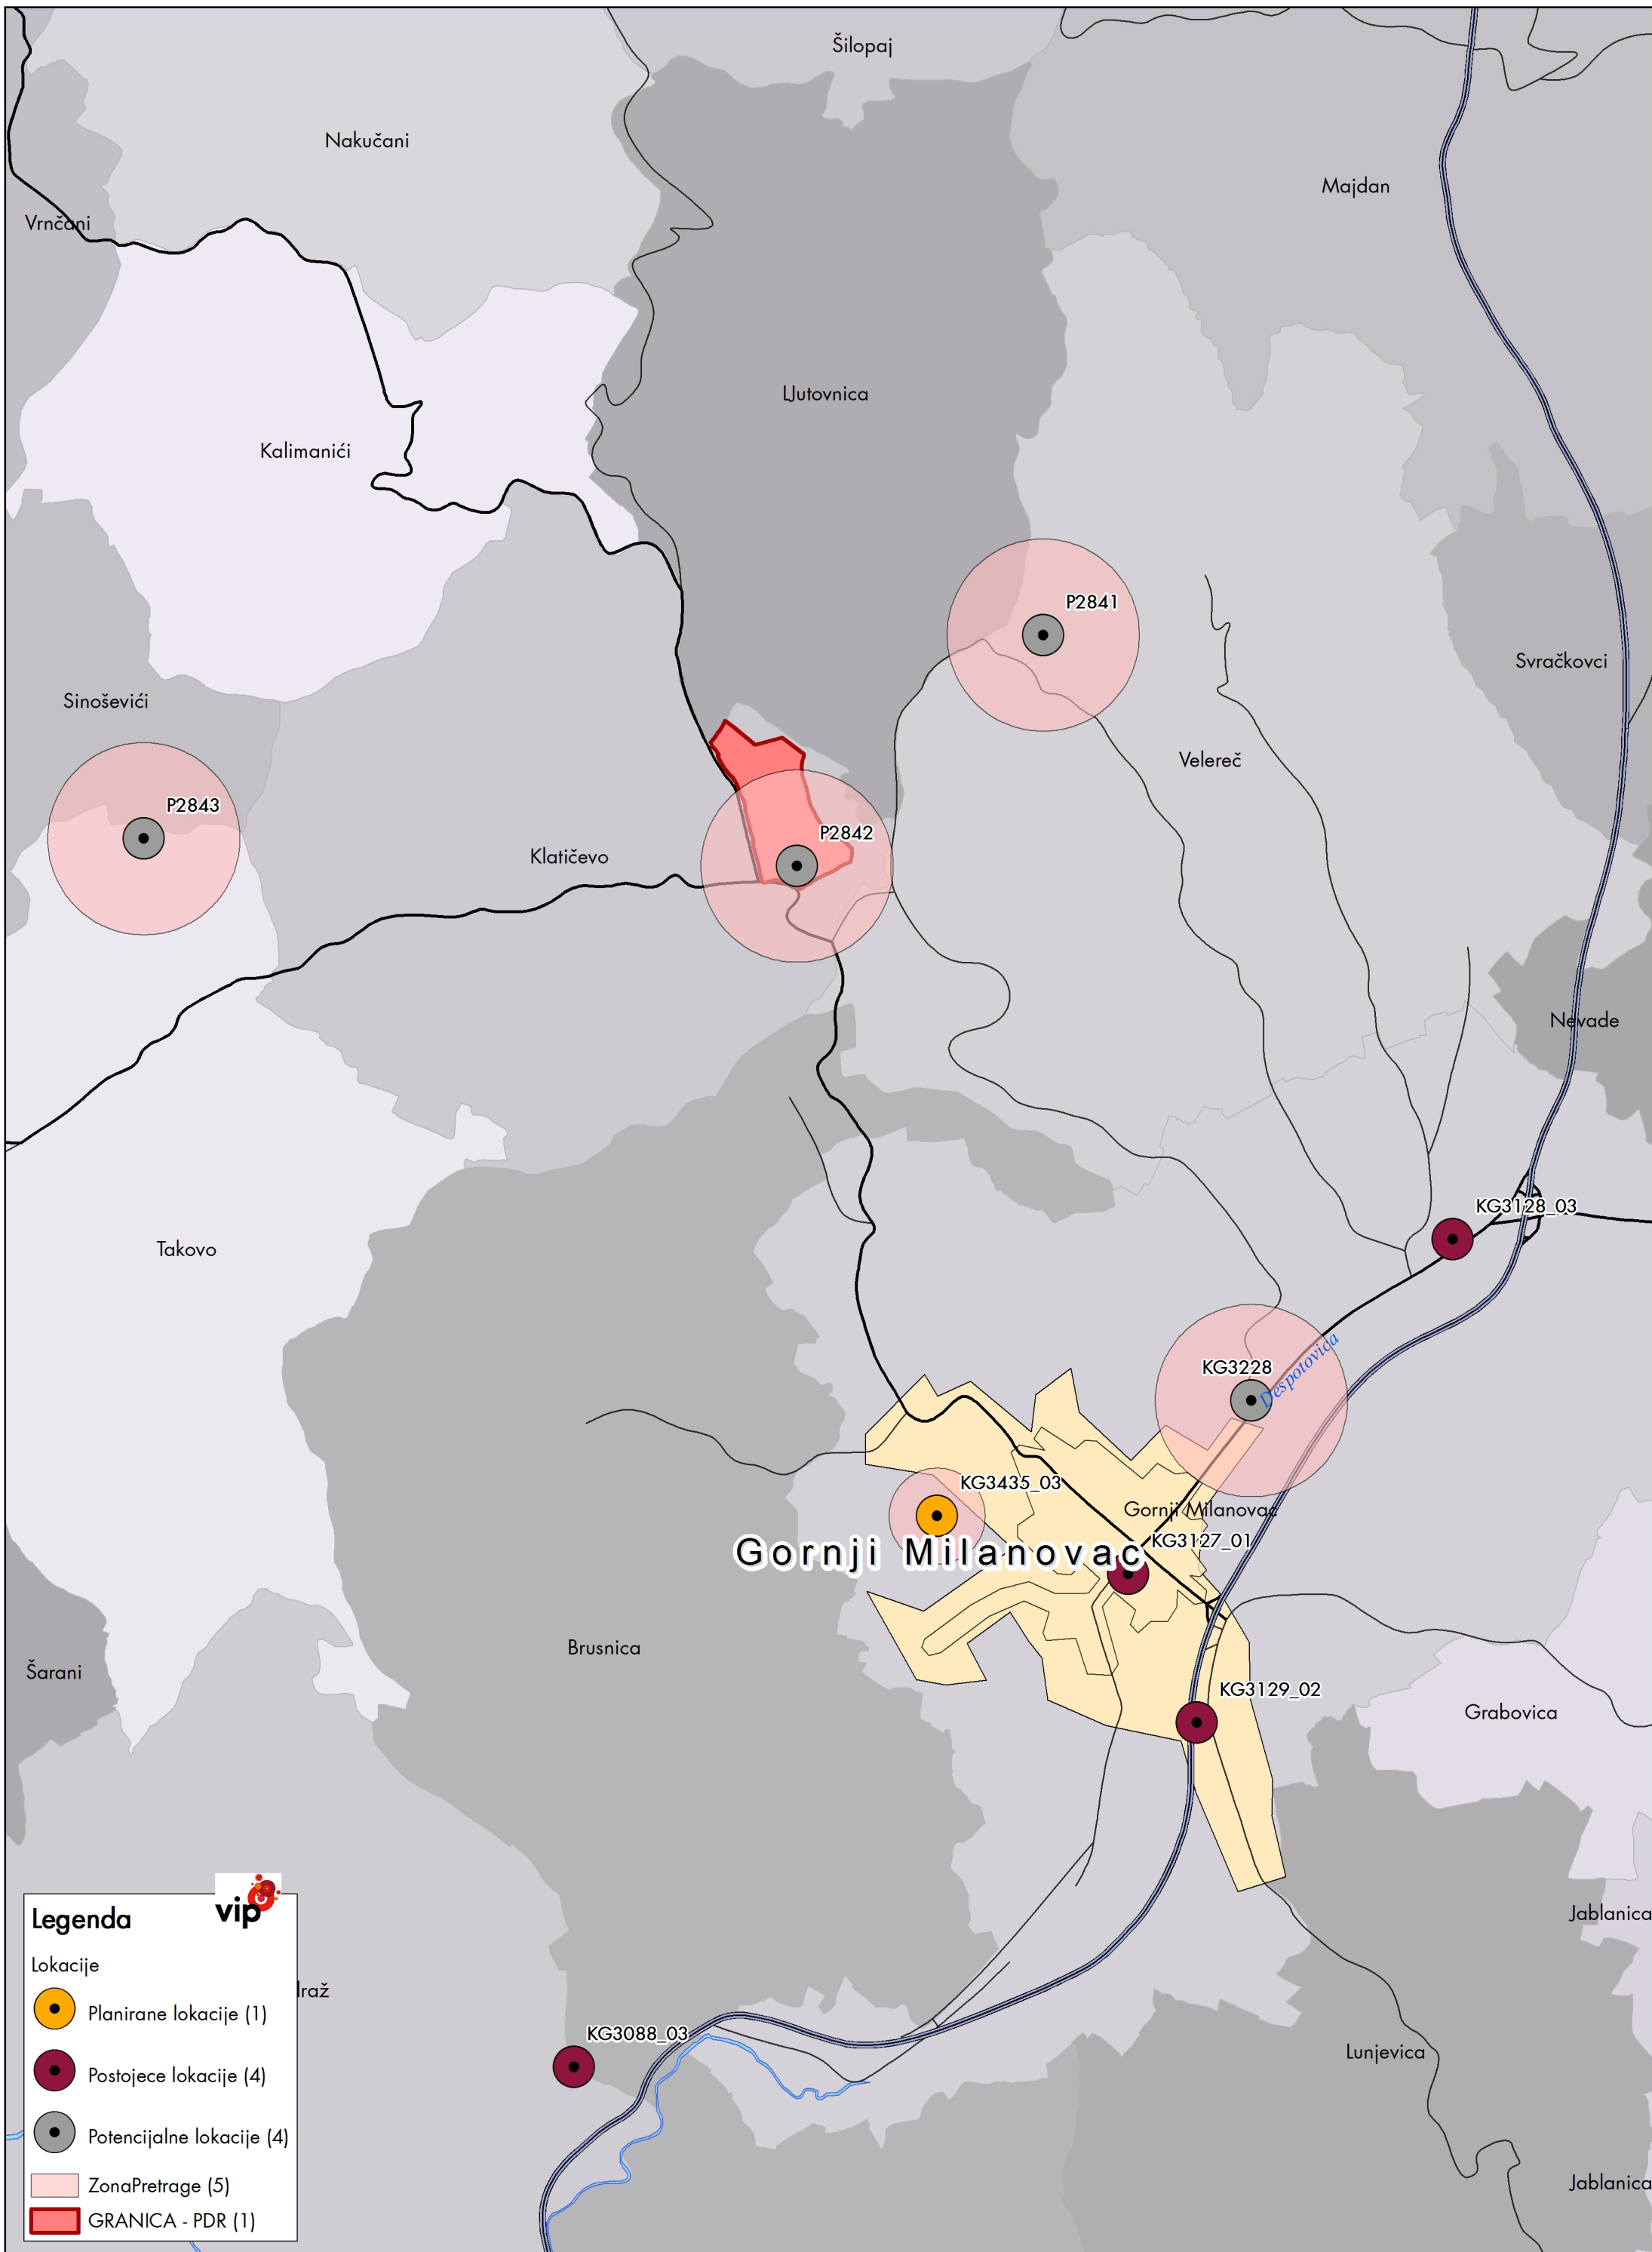 Šilopaj
Nakučani
Majdan
Vrnčani
Ljutovnica
Kalimanići
P2841
Svračkovci
Sinoševići
Velereč
P2843
P2842
Klatičevo
Nevade
KG3128_03
Takovo
Despotovica
KG3228
KG3435_03
Gornji Milanovac
KG3127_01
Gornji Milanovac
Brusnica
Šarani
KG3129_02
Grabovica
Jablanica
vip
Legenda
Lokacije
Planirane lokacije (1)
Postojece lokacije (4)
Potencijalne lokacije (4)
ZonaPretrage (5)
GRANICA - PDR (1)
KG3088_03
Lunjevica
Jablanica